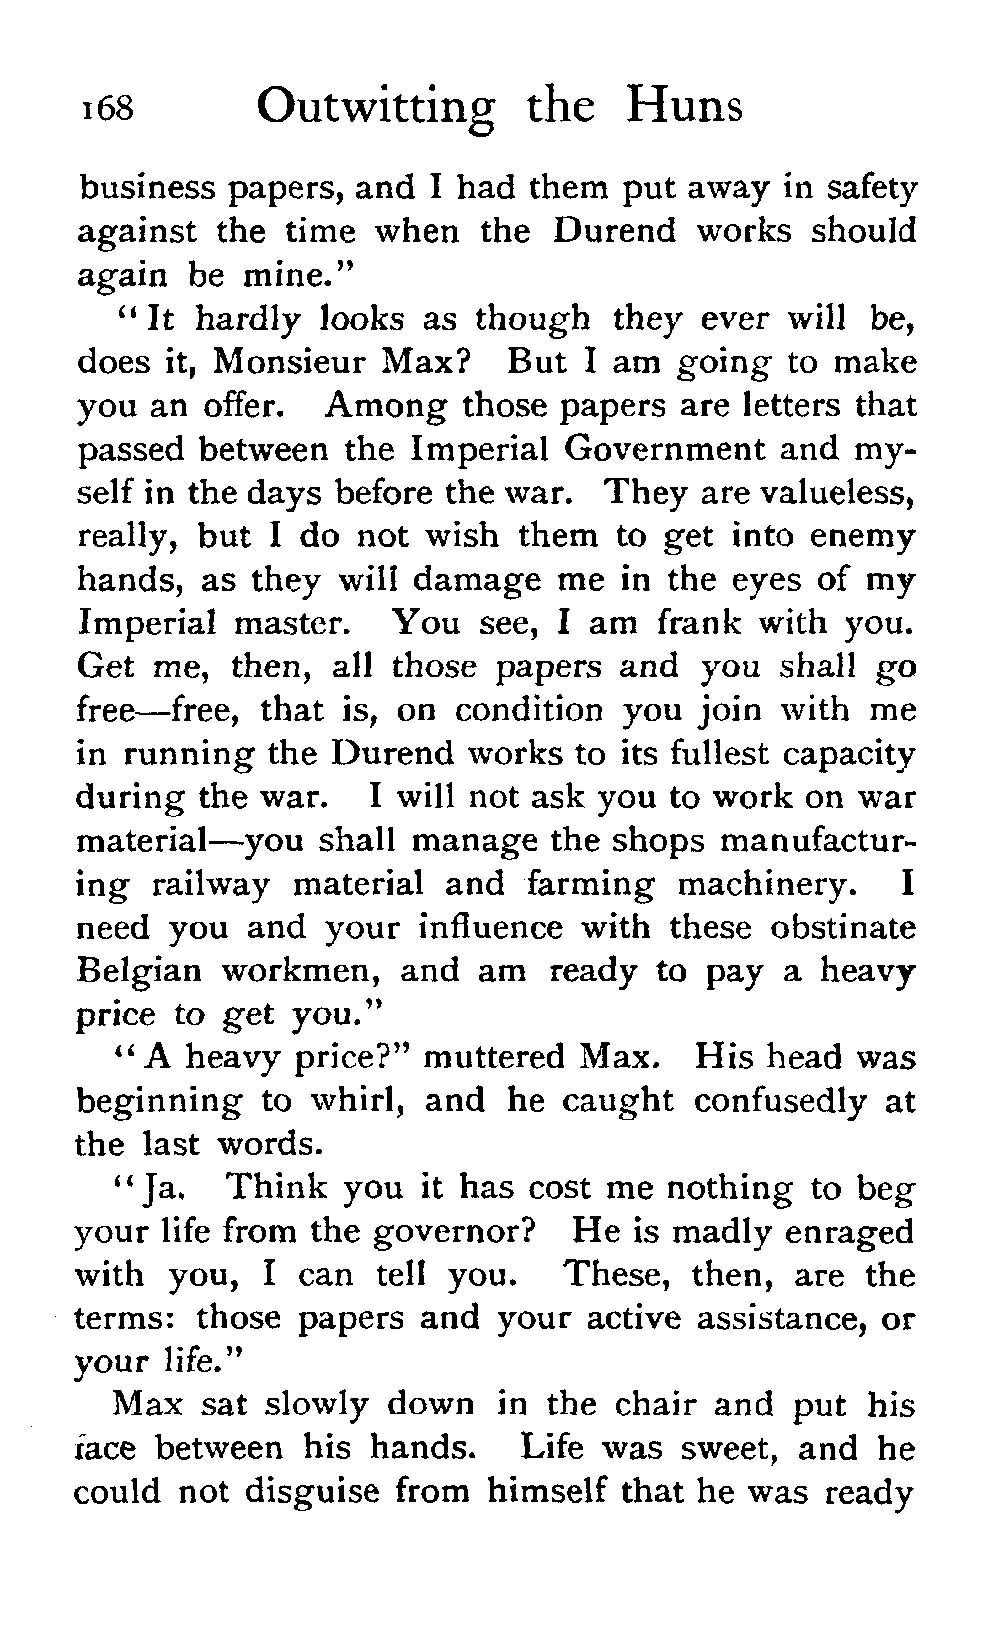 168 Outwitting the Huns
business papers, and I had them put away in safety
against the time when the Durend works should
again be mine."
"It hardly looks as though they ever will be,
does it, Monsieur Max? But I am going to make
you an offer. Among those papers are letters that
passed between the Imperial Government and my-
self in the days before the war. They are valueless,
really, but I do not wish them to get into enemy
hands, as they will damage me in the eyes of my
Imperial master. You see, I am frank with you.
Get me, then, all those papers and you shall go
free—free, that is, on condition you join with me
in running the Durend works to its fullest capacity
during the war. I will not ask you to work on war
material—you shall manage the shops manufactur-
ing railway material and farming machinery. I
need you and your influence with these obstinate
Belgian workmen, and am ready to pay a heavy
price to get you."
"A heavy price?" muttered Max. His head was
beginning to whirl, and he caught confusedly at
the last words.
"Ja. Think you it has cost me nothing to beg
your life from the governor? He is madly enraged
with you, I can tell you. These, then, are the
terms: those papers and your active assistance, or
your life."
Max sat slowly down in the chair and put his
face between his hands. Life was sweet, and he
could not disguise from himself that he was ready